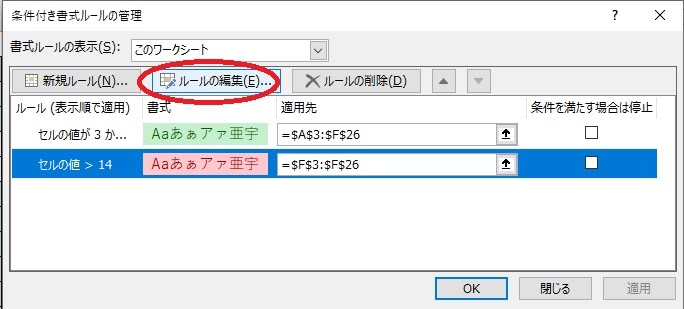 条件付き書式ルールの管理
書式ルールの表示(S): このワークシート
新規ルール(N)... ルールの編集(E)... ルールの削除(D)
ルール (表示順で適用) 書式 適用先 条件を満たす場合は停止
セルの値が 3 か... Aaあぁアァ亜宇 =$A$3:$F$26
セルの値 > 14 Aaあぁアァ亜宇 =$F$3:$F$26
OK 閉じる 適用